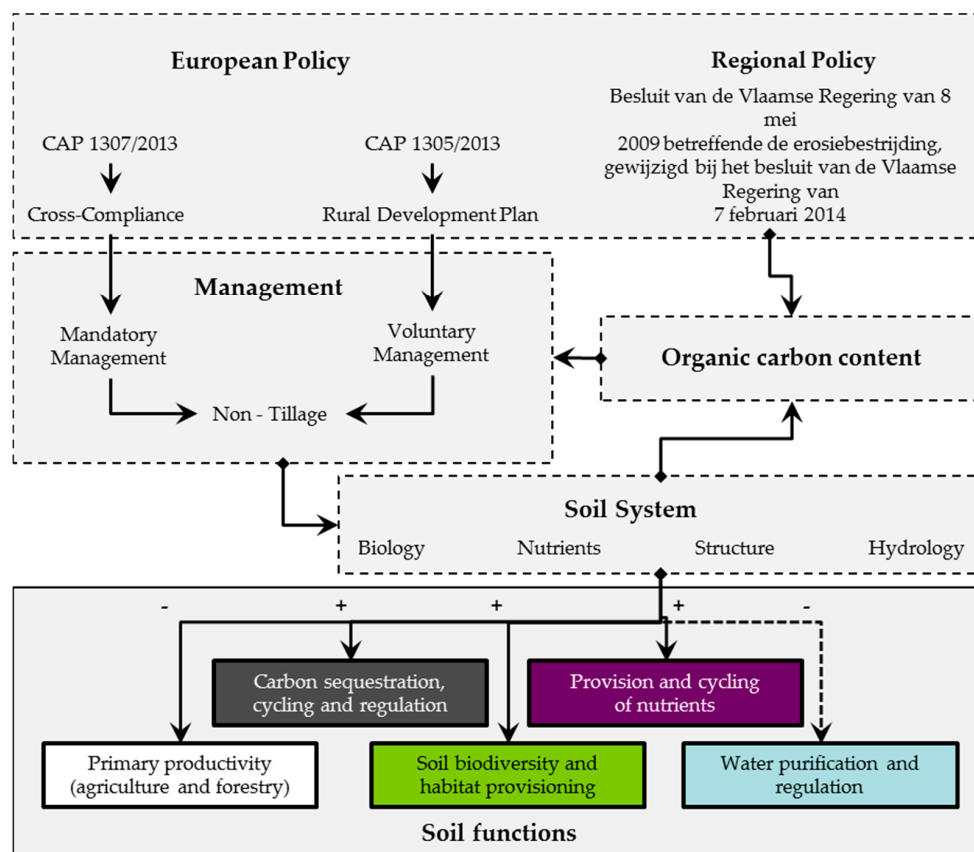 European Policy
Regional Policy
Besluit van de Vlaamse Regering van 8
mei
2009 betreffende de erosiebestrijding,
gewijzigd bij het besluit van de Vlaamse
Regering van
7 februari 2014
CAP 1307/2013
CAP 1305/2013
Cross-Compliance
Rural Development Plan
Management
Mandatory
Management
Voluntary
Management
Non - Tillage
Organic carbon content
Soil System
Biology
Nutrients
Structure
Hydrology
-
+
+
+
-
Carbon sequestration,
cycling and regulation
Provision and cycling
of nutrients
Primary productivity
(agriculture and forestry)
Soil biodiversity and
habitat provisioning
Water purification and
regulation
Soil functions